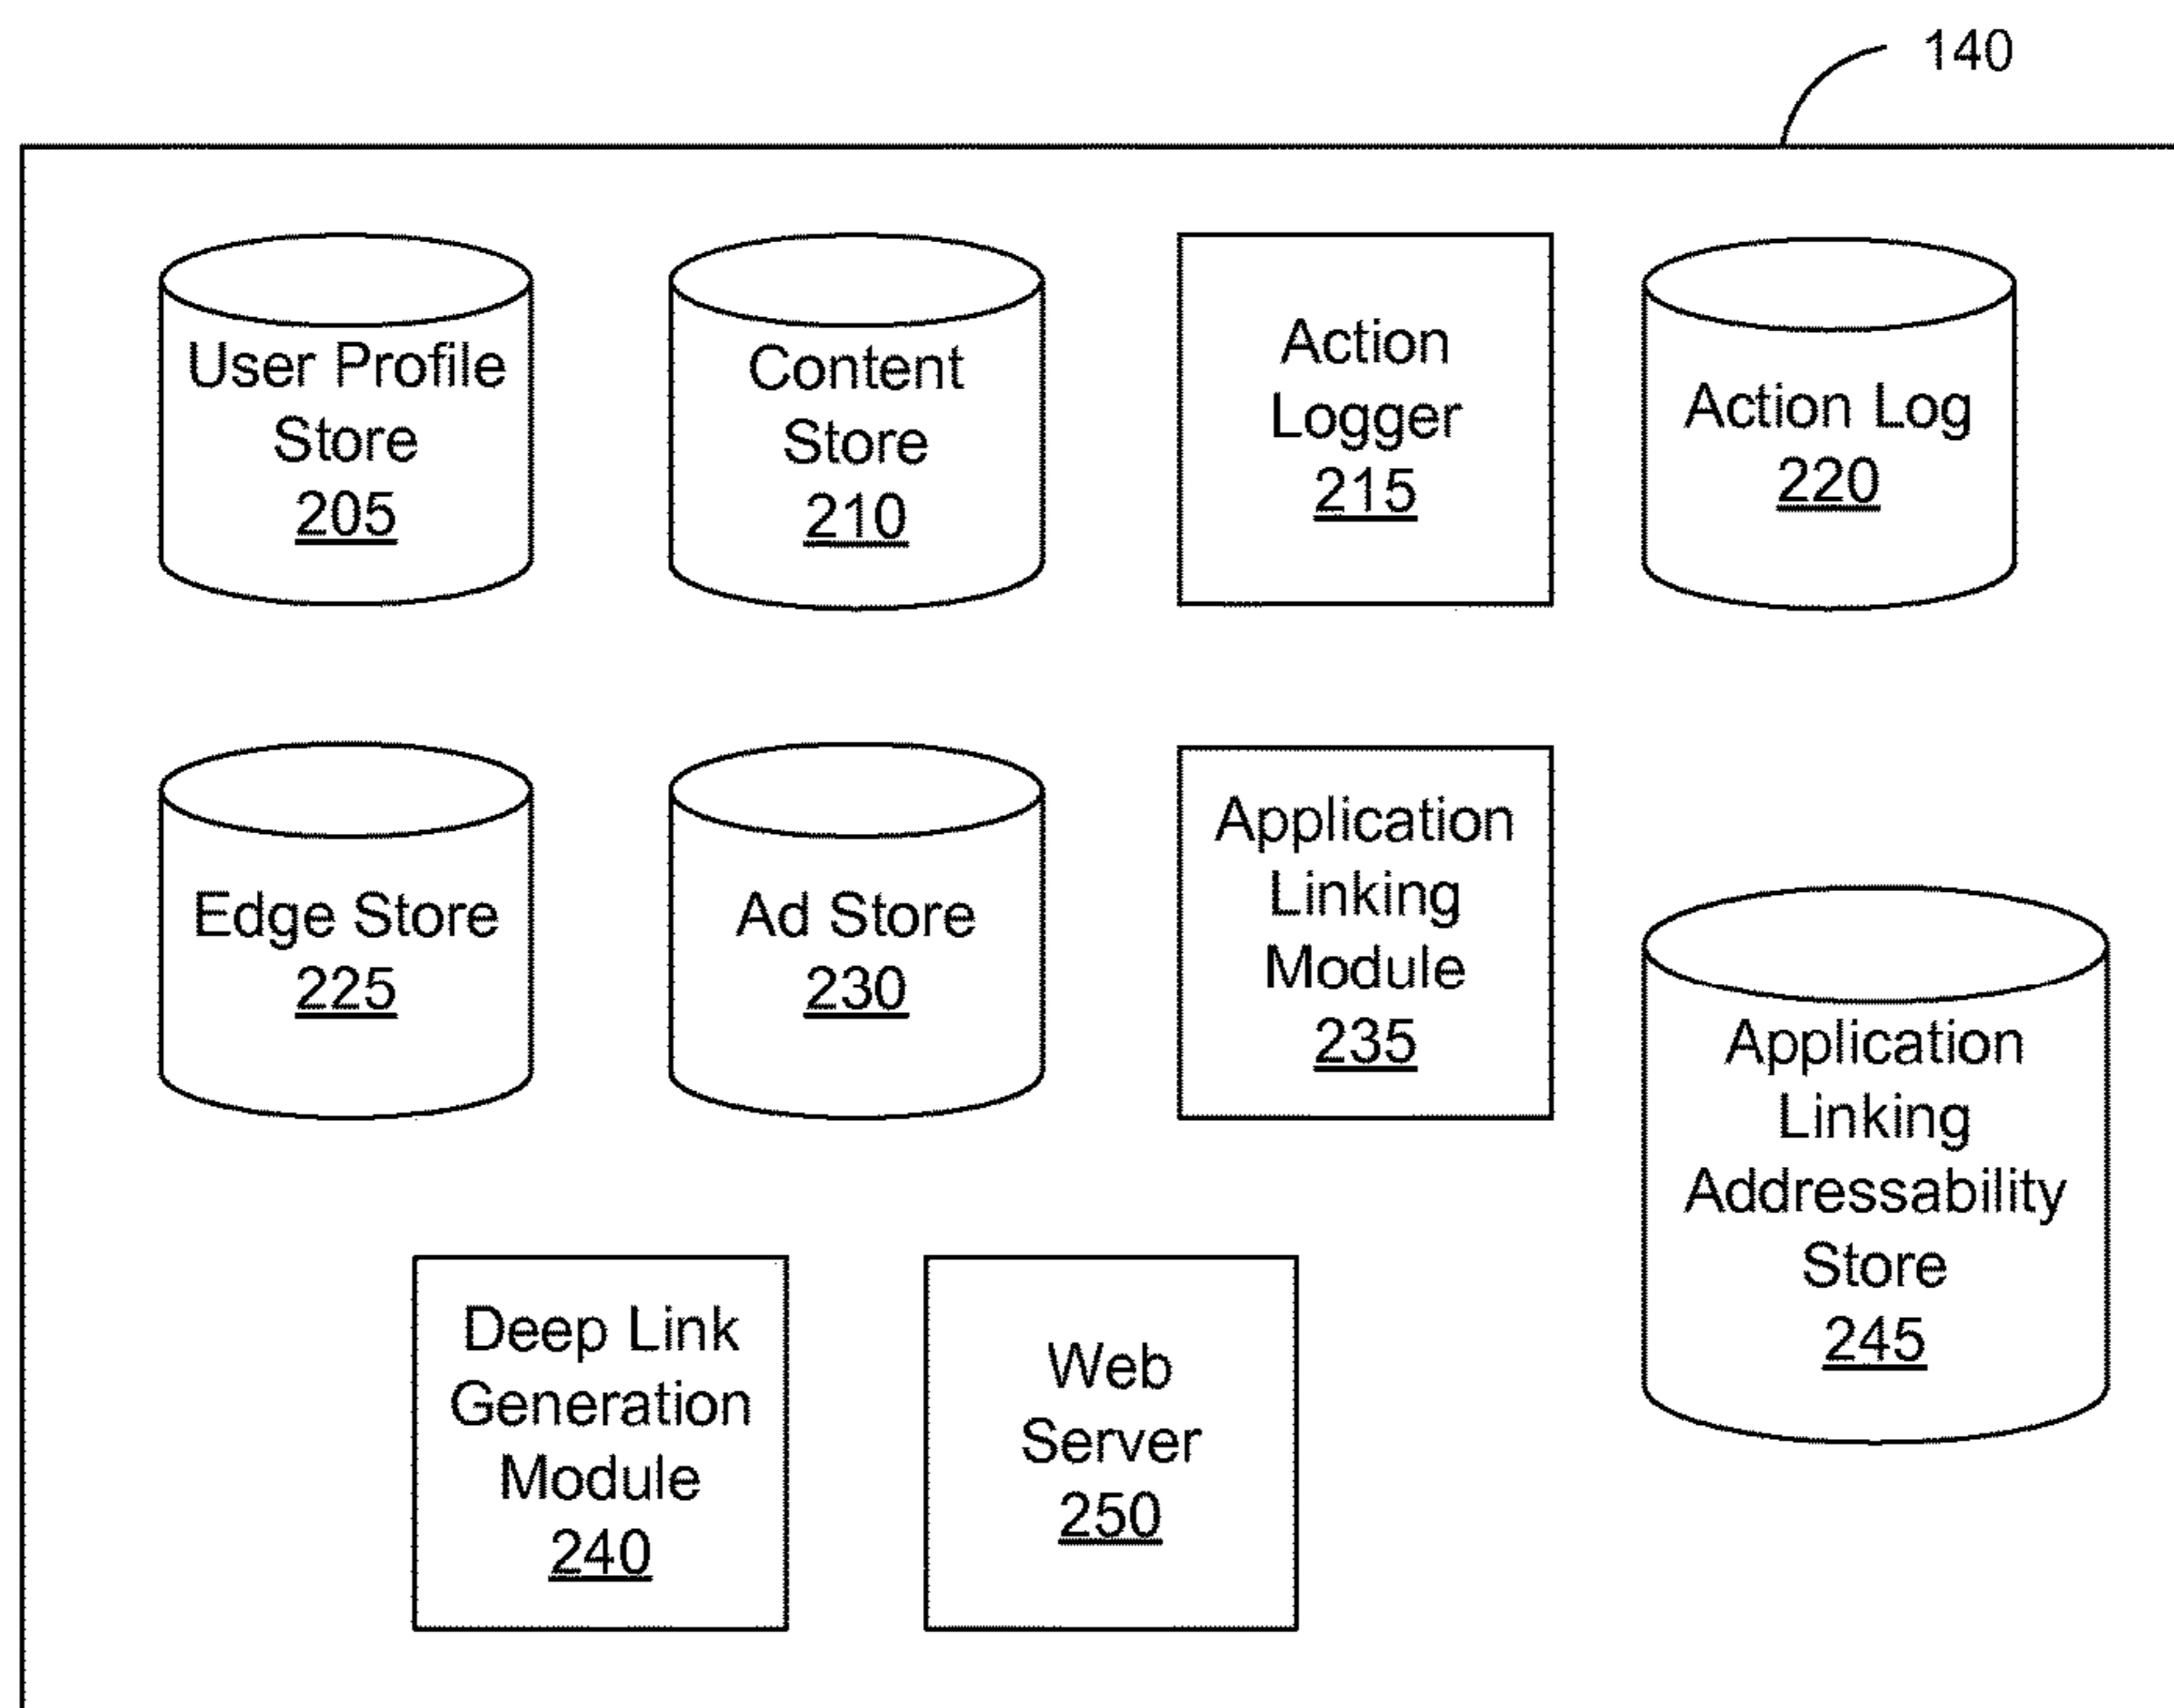 140
User Profile
Store
205
Content
Store
210
Action
Logger
215
Action Log
220
Edge Store
225
Ad Store
230
Application
Linking
Module
235
Application
Linking
Addressability
Store
245
Deep Link
Generation
Module
240
Web
Server
250